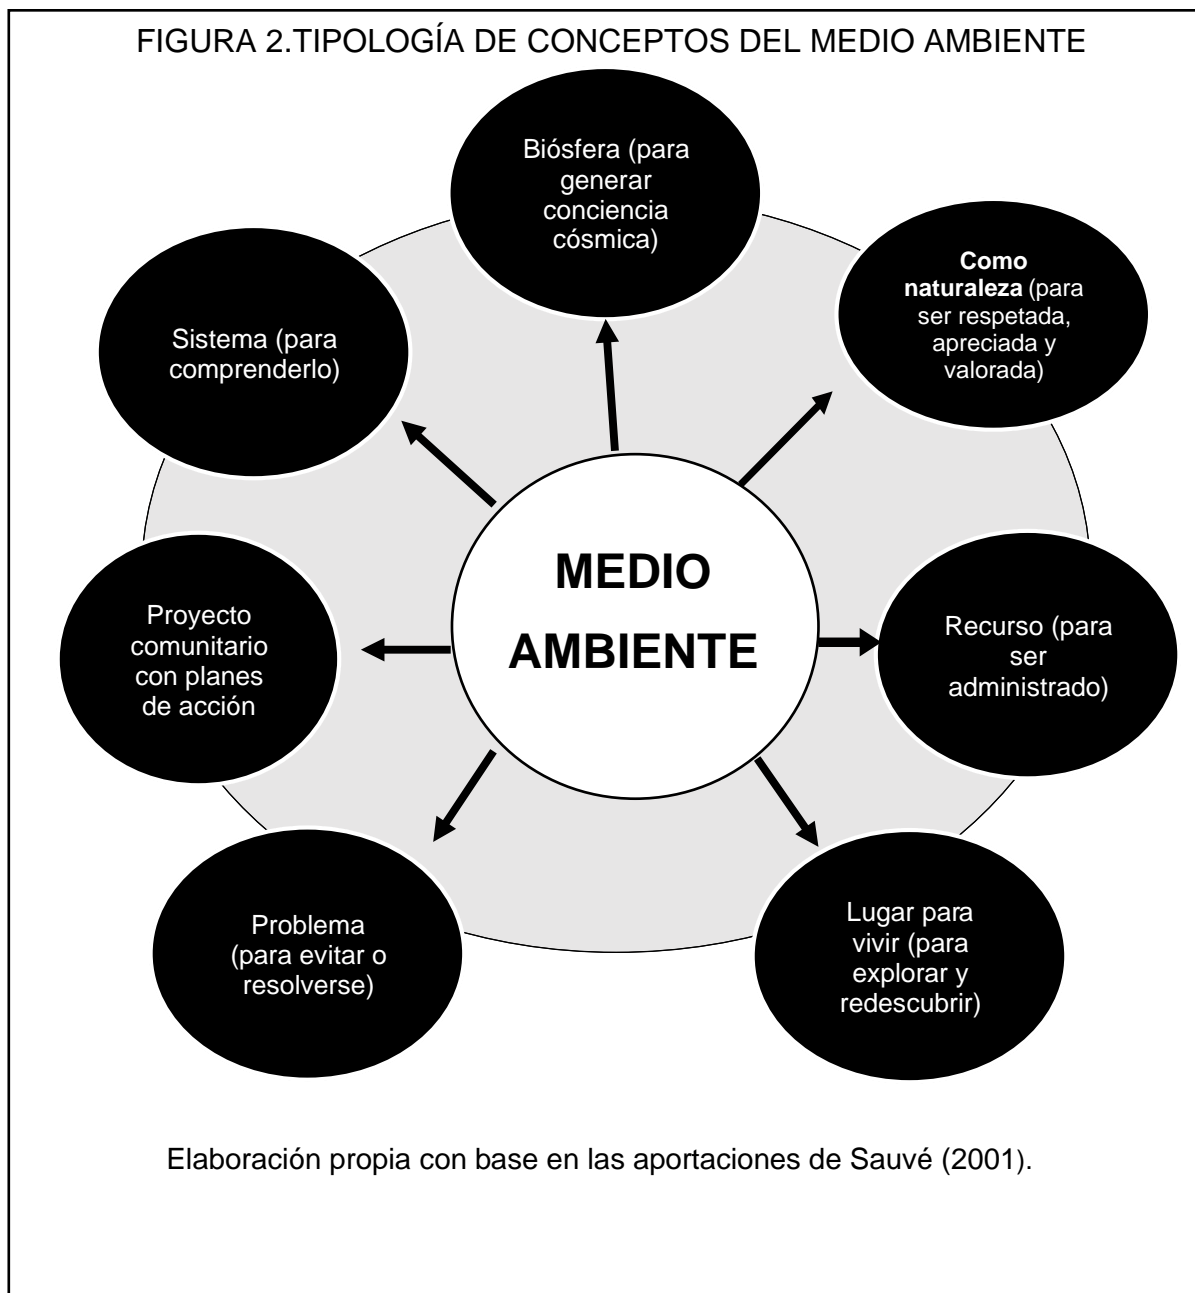 FIGURA 2.TIPOLOGÍA DE CONCEPTOS DEL MEDIO AMBIENTE
Biósfera (para
generar
conciencia
cósmica)
Como
naturaleza (para
ser respetada,
apreciada y
valorada)
Sistema (para
comprenderlo)
MEDIO
AMBIENTE
Proyecto
comunitario
con planes
de acción
Recurso (para
ser
administrado)
Problema
(para evitar o
resolverse)
Lugar para
vivir (para
explorar y
redescubrir)
Elaboración propia con base en las aportaciones de Sauvé (2001).